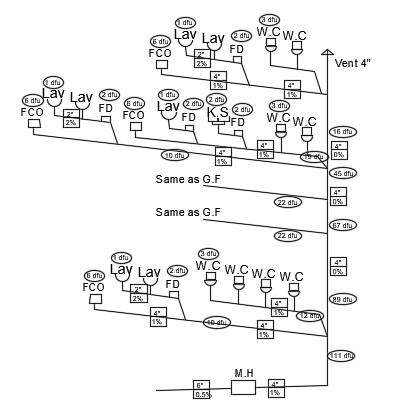 1 dfu
Lav Lav
2 dfu
3 dfu
W.C W.C
6 dfu
FCO
2"
2%
FD
4"
1%
4"
1%
Vent 4"
1 dfu
Lav Lav
2 dfu
FD
6 dfu
FCO
2"
2%
6 dfu
FCO
1 dfu
Lav
2 dfu
FD
2 dfu
K.S
2 dfu
FD
3 dfu
W.C W.C
16 dfu
10 dfu
4"
1%
4"
1%
19 dfu
4"
0%
45 dfu
Same as G.F
22 dfu
4"
0%
Same as G.F
22 dfu
67 dfu
4"
0%
1 dfu
Lav Lav
2 dfu
FD
3 dfu
W.C W.C W.C W.C
6 dfu
FCO
2"
2%
4"
1%
10 dfu
4"
1%
4"
1%
12 dfu
89 dfu
111 dfu
6"
0.5%
M.H
4"
1%